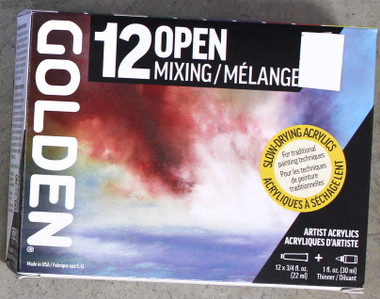 GOLDEN®
12 OPEN
MIXING / MÉLANGE
SLOW-DRYING ACRYLICS
For traditional
painting techniques
Pour les techniques
de peinture
traditionnelles
ACRYLIQUES À SÉCHAGE LENT
ARTIST ACRYLICS
ACRYLIQUES D'ARTISTE
+
12 x 3/4 fl. oz.
(22 ml)
1 fl. oz. (30 ml)
Thinner / Diluant
Made in USA / Fabriqué aux É.-U.